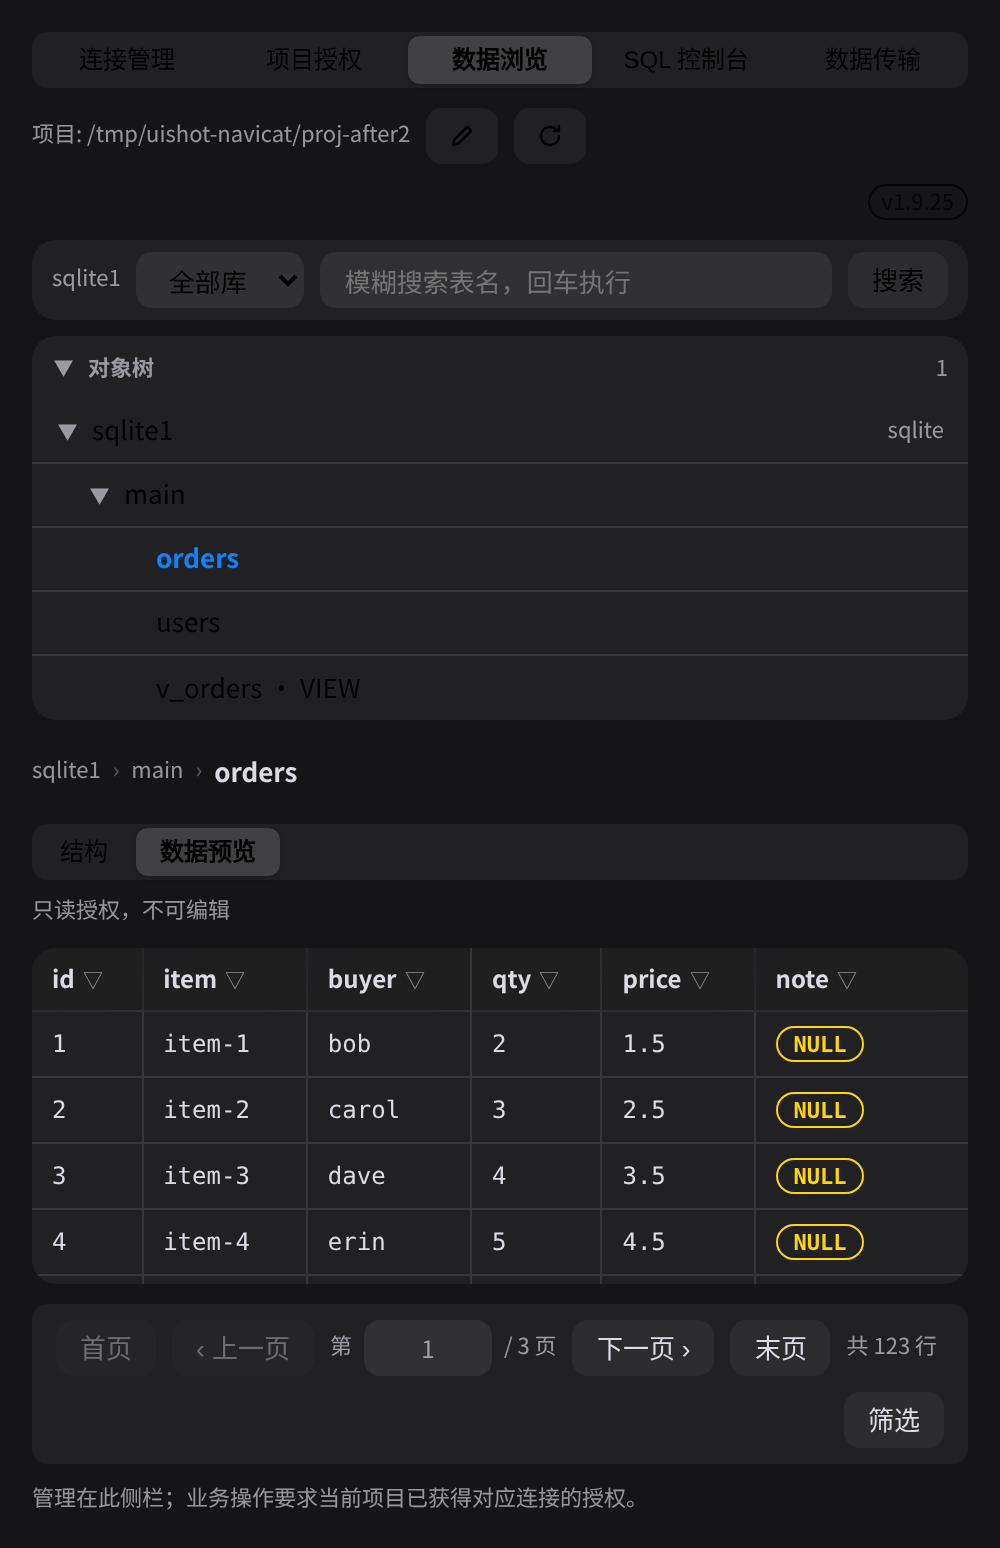 连接管理 项目授权 数据浏览 SQL 控制台 数据传输
项目: /tmp/uishot-navicat/proj-after2
v1.9.25
sqlite1 全部库 模糊搜索表名，回车执行 搜索
▼ 对象树 1
▼ sqlite1 sqlite
▼ main
orders
users
v_orders · VIEW
sqlite1 › main › orders
结构 数据预览
只读授权，不可编辑
id ▽ item ▽ buyer ▽ qty ▽ price ▽ note ▽
1 item-1 bob 2 1.5 NULL
2 item-2 carol 3 2.5 NULL
3 item-3 dave 4 3.5 NULL
4 item-4 erin 5 4.5 NULL
首页 ‹ 上一页 第 1 / 3 页 下一页 › 末页 共 123 行
筛选
管理在此侧栏；业务操作要求当前项目已获得对应连接的授权。